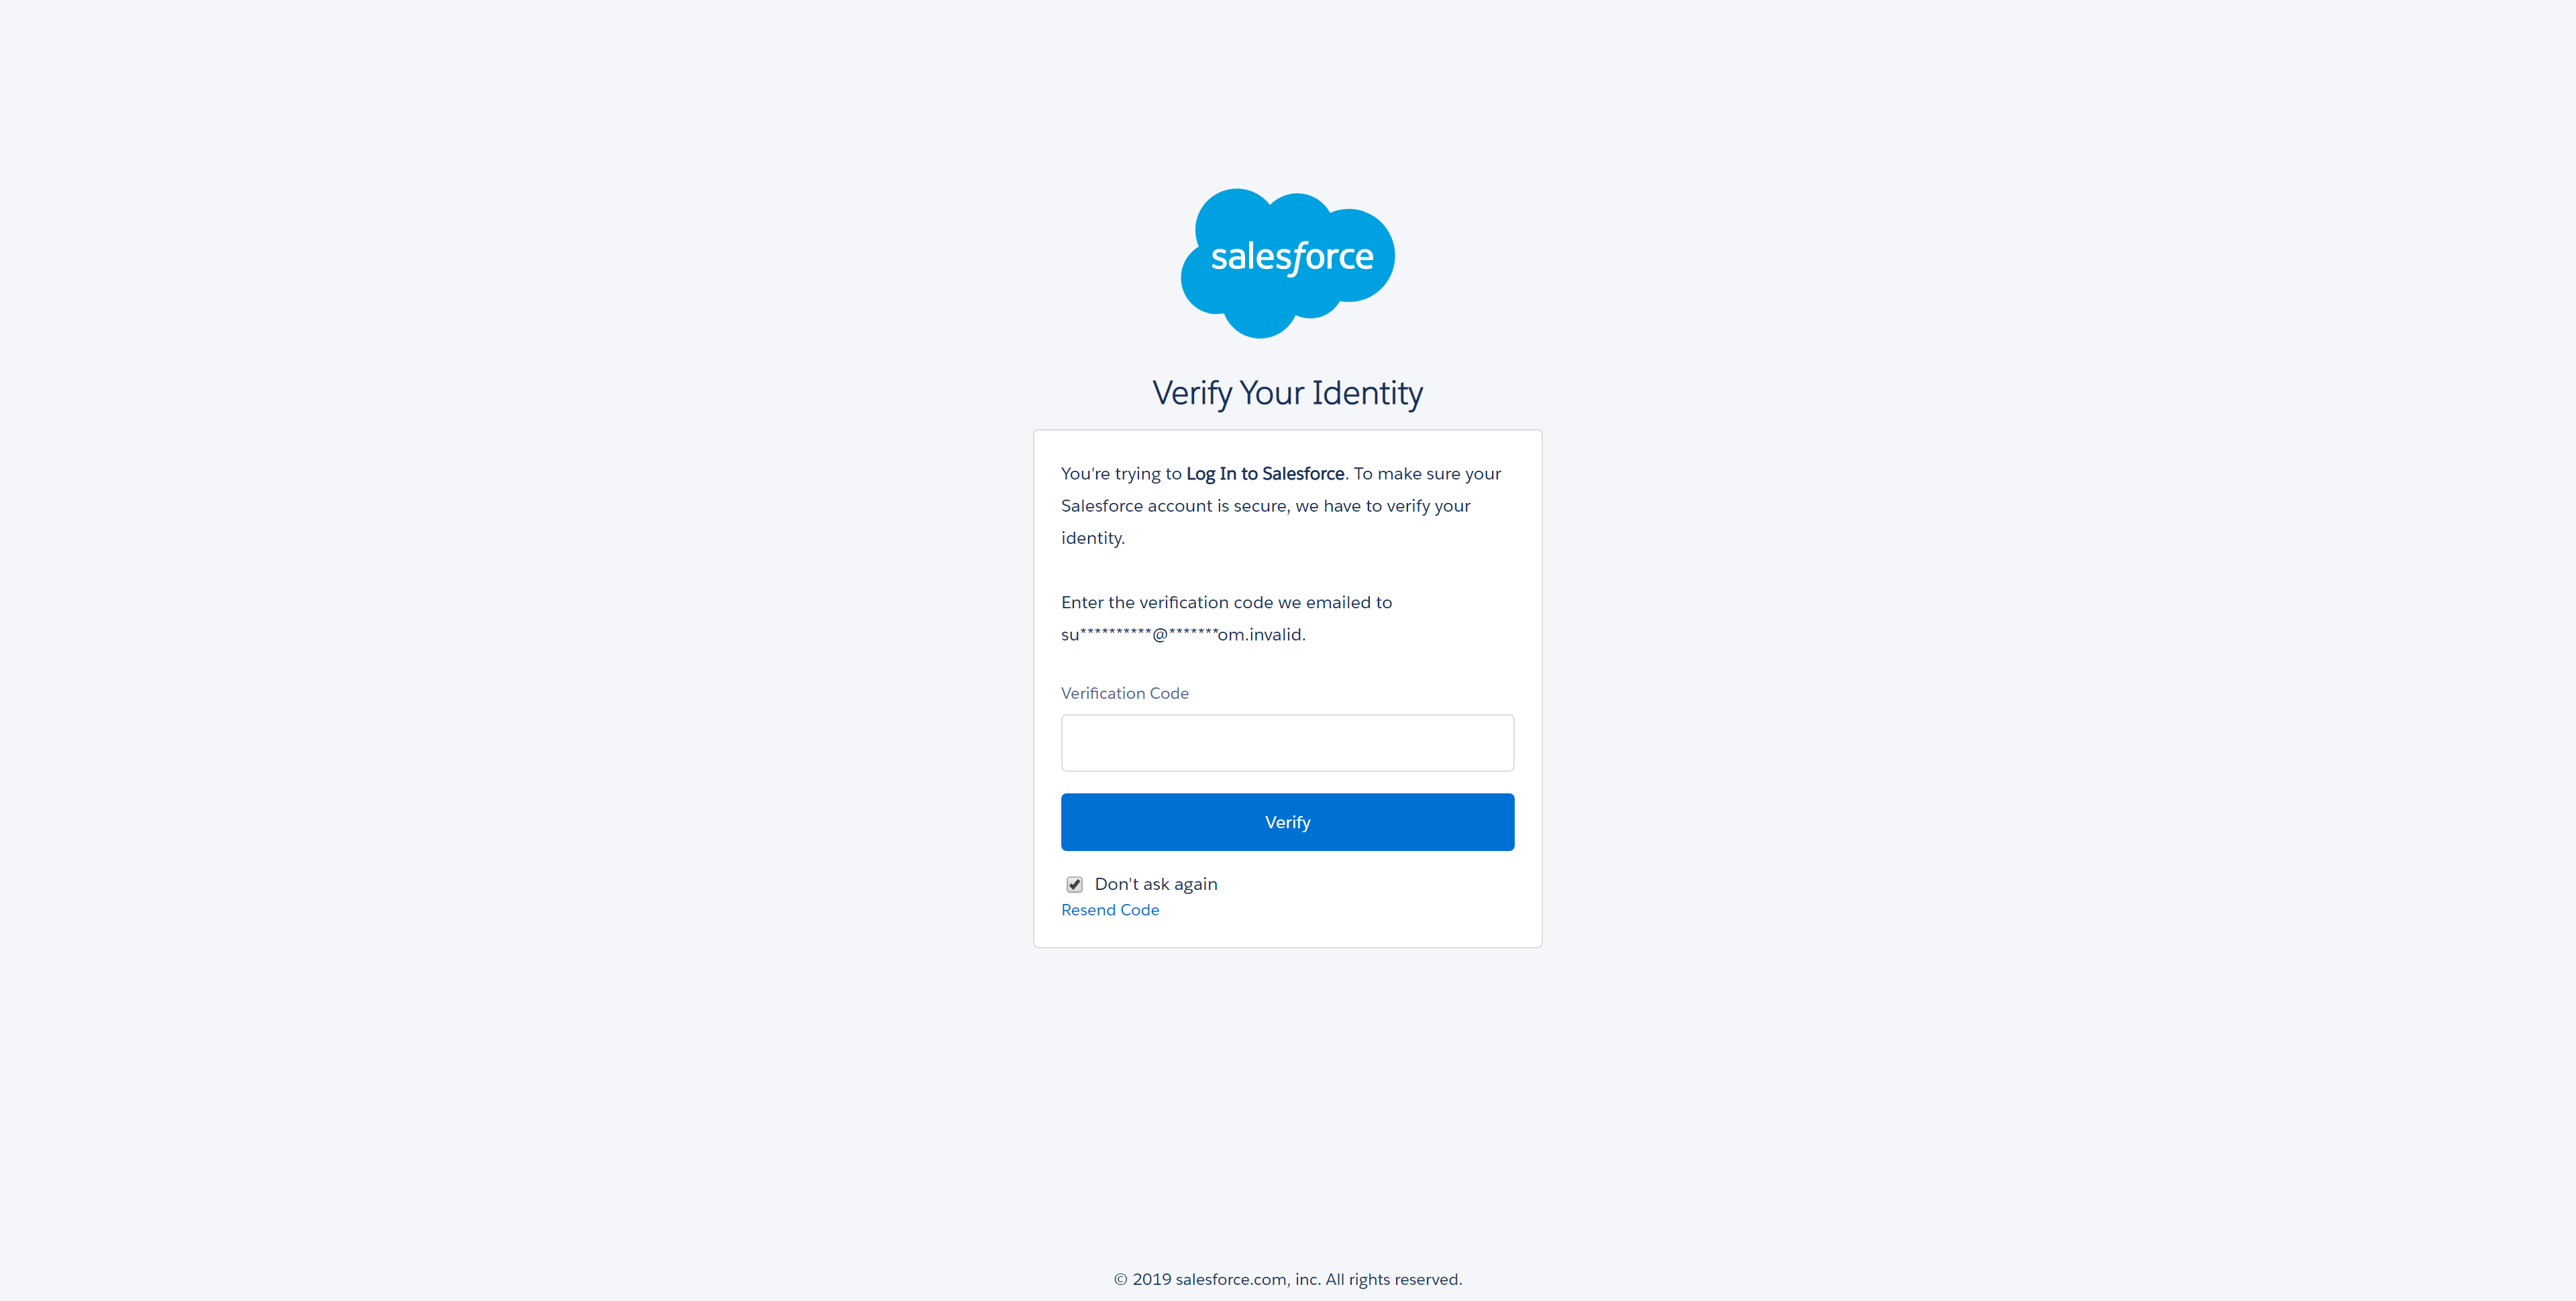 salesforce
Verify Your Identity
You're trying to Log In to Salesforce. To make sure your
Salesforce account is secure, we have to verify your
identity.
Enter the verification code we emailed to
su**********@*******om.invalid.
Verification Code
Verify
Don't ask again
Resend Code
© 2019 salesforce.com, inc. All rights reserved.